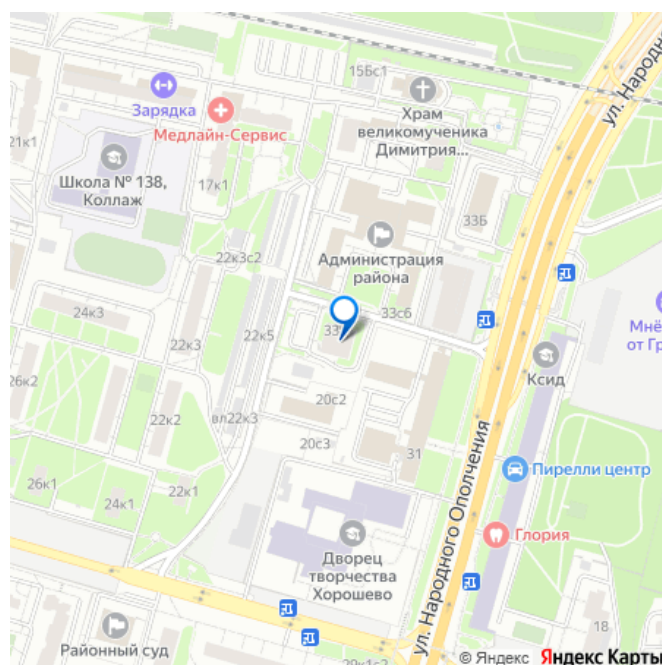 ул. Народного
15Бс1
Зарядка
Храм
великомученика
Димитрия...
Медлайн-Сервис
21к1
Школа № 138,
Коллаж
17к1
33Б
Администрация
района
22к3с2
24к3
22к3
22к5
33с6
33
Мнё
от Гр
Ксид
26к2
22к2
вл22к3
20с2
20с3
31
ул. Народного Ополчения
Пирелли центр
26к1
24к1
22к1
Глория
Дворец
творчества
Хорошево
Районный суд
18
29к1с2
© Яндекс Яндекс Карты